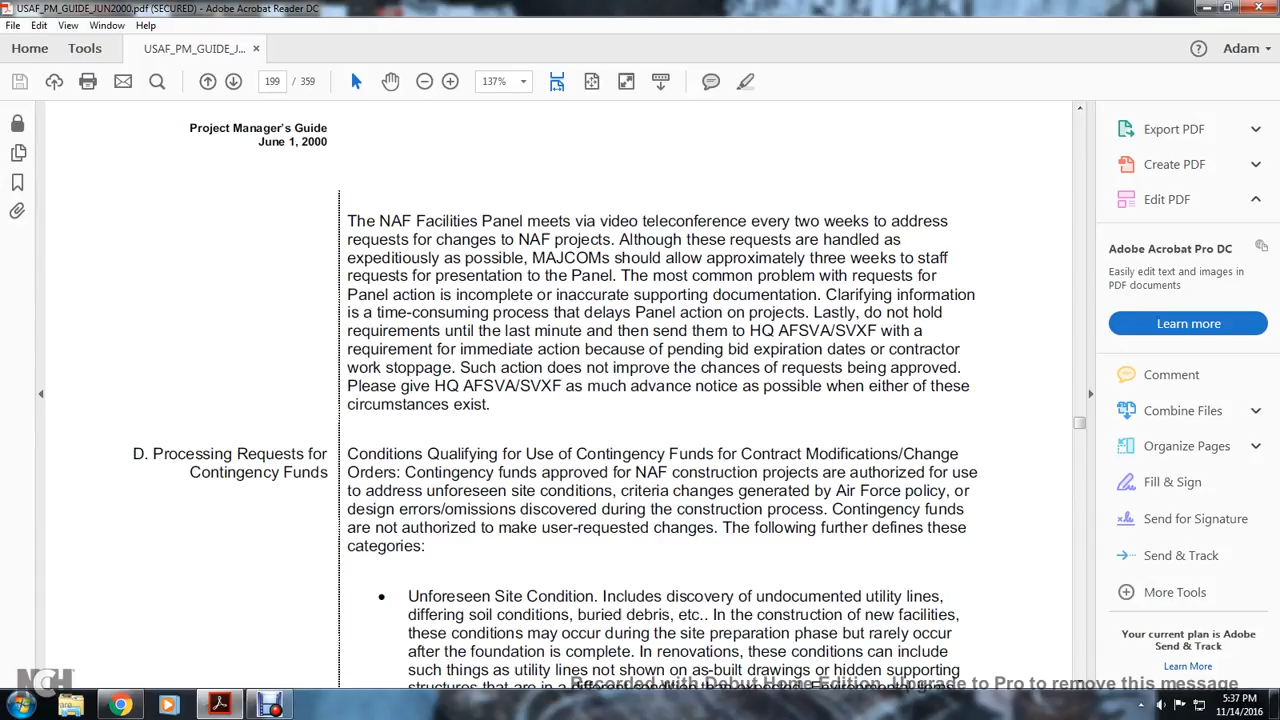 USAF_PM_GUIDE_JUN2000.pdf (SECURED) - Adobe Acrobat Reader DC
File Edit View Window Help
Home Tools USAF_PM_GUIDE_J... Adam
199 / 359 137%
Project Manager's Guide
June 1, 2000
The NAF Facilities Panel meets via video teleconference every two weeks to address
requests for changes to NAF projects. Although these requests are handled as
expeditiously as possible, MAJCOMs should allow approximately three weeks to staff
requests for presentation to the Panel. The most common problem with requests for
Panel action is incomplete or inaccurate supporting documentation. Clarifying information
is a time-consuming process that delays Panel action on projects. Lastly, do not hold
requirements until the last minute and then send them to HQ AFSVA/SVXF with a
requirement for immediate action because of pending bid expiration dates or contractor
work stoppage. Such action does not improve the chances of requests being approved.
Please give HQ AFSVA/SVXF as much advance notice as possible when either of these
circumstances exist.
D. Processing Requests for
Contingency Funds
Conditions Qualifying for Use of Contingency Funds for Contract Modifications/Change
Orders: Contingency funds approved for NAF construction projects are authorized for use
to address unforeseen site conditions, criteria changes generated by Air Force policy, or
design errors/omissions discovered during the construction process. Contingency funds
are not authorized to make user-requested changes. The following further defines these
categories:
• Unforeseen Site Condition. Includes discovery of undocumented utility lines,
differing soil conditions, buried debris, etc.. In the construction of new facilities,
these conditions may occur during the site preparation phase but rarely occur
after the foundation is complete. In renovations, these conditions can include
such things as utility lines not shown on as-built drawings or hidden supporting
structures that are in a
Export PDF
Create PDF
Edit PDF
Adobe Acrobat Pro DC
Easily edit text and images in
PDF documents
Learn more
Comment
Combine Files
Organize Pages
Fill & Sign
Send for Signature
Send & Track
More Tools
Your current plan is Adobe
Send & Track
Learn More
NCH
Recorded with Debut Home Edition. Upgrade to Pro to remove this message
5:37 PM
11/14/2016